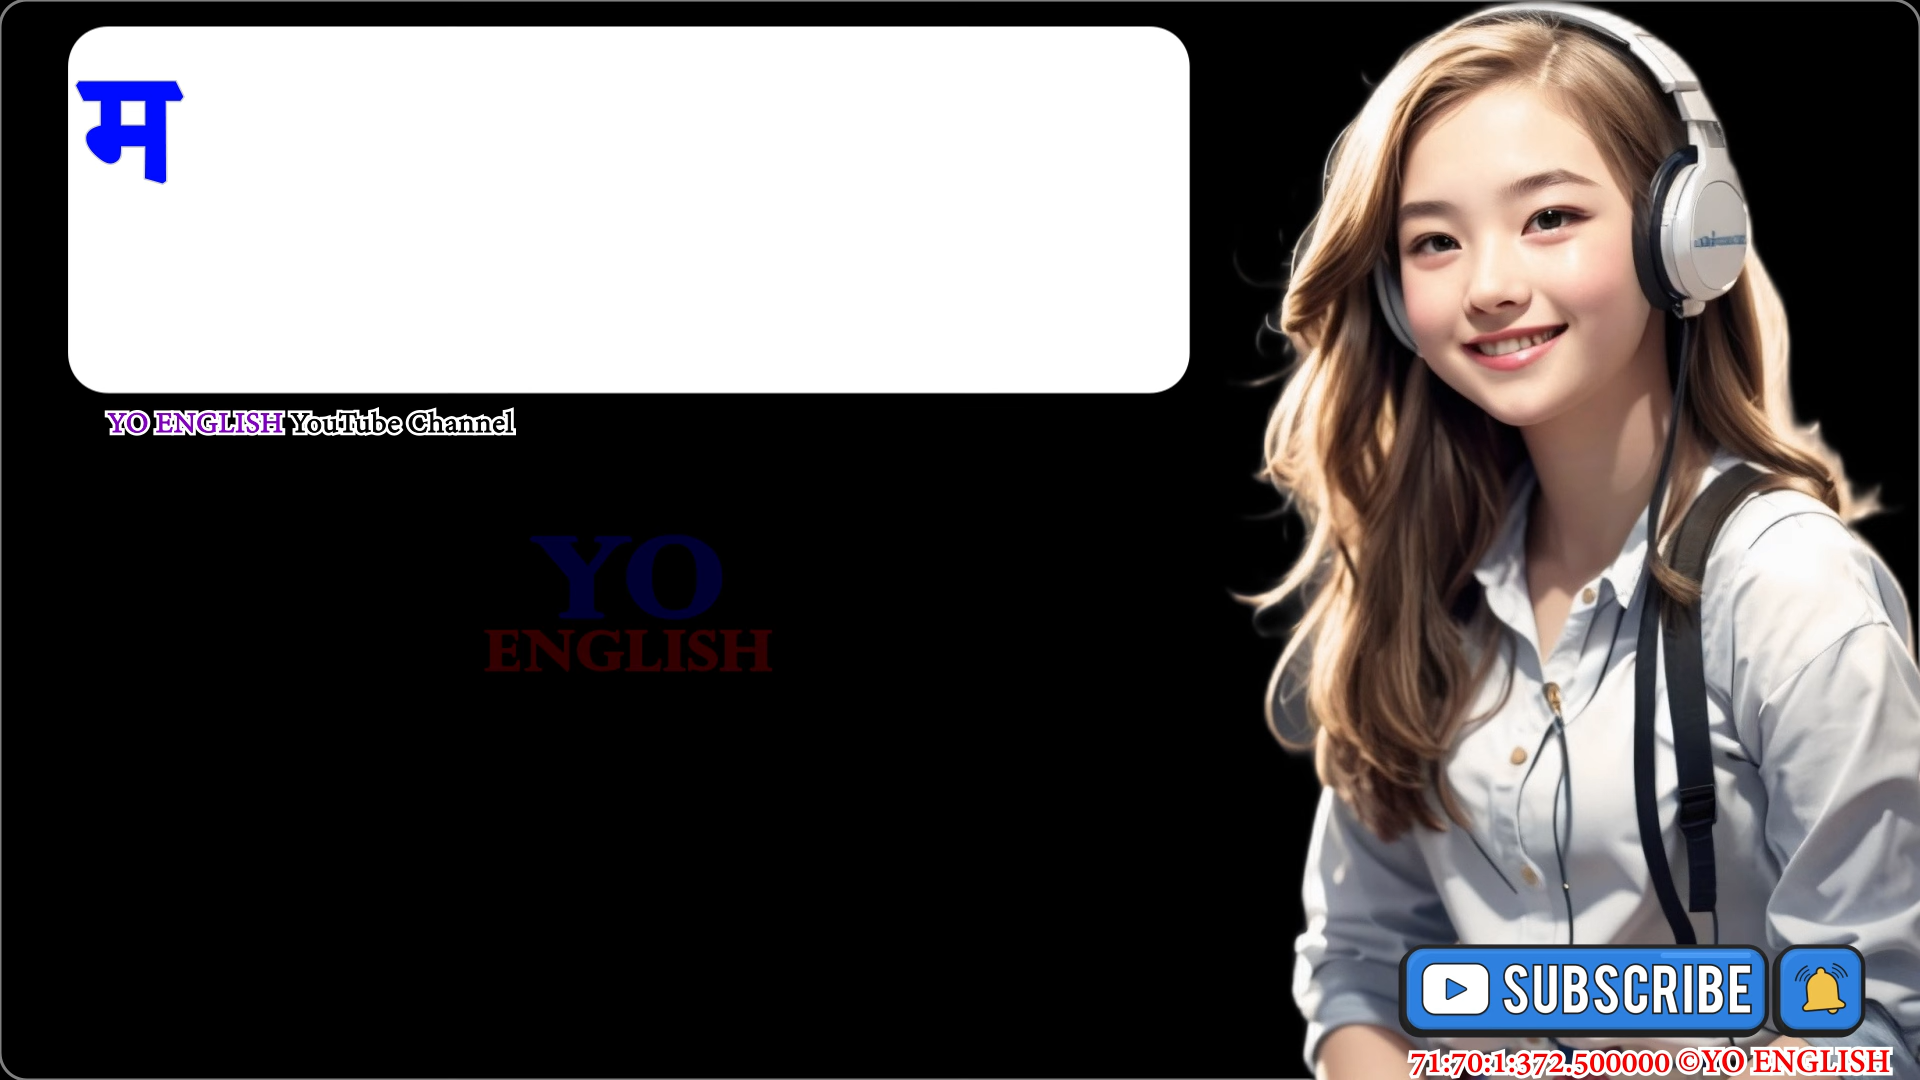 म
YO ENGLISH YouTube Channel
YO
ENGLISH
SUBSCRIBE
71:70:1:372.500000 ©YO ENGLISH